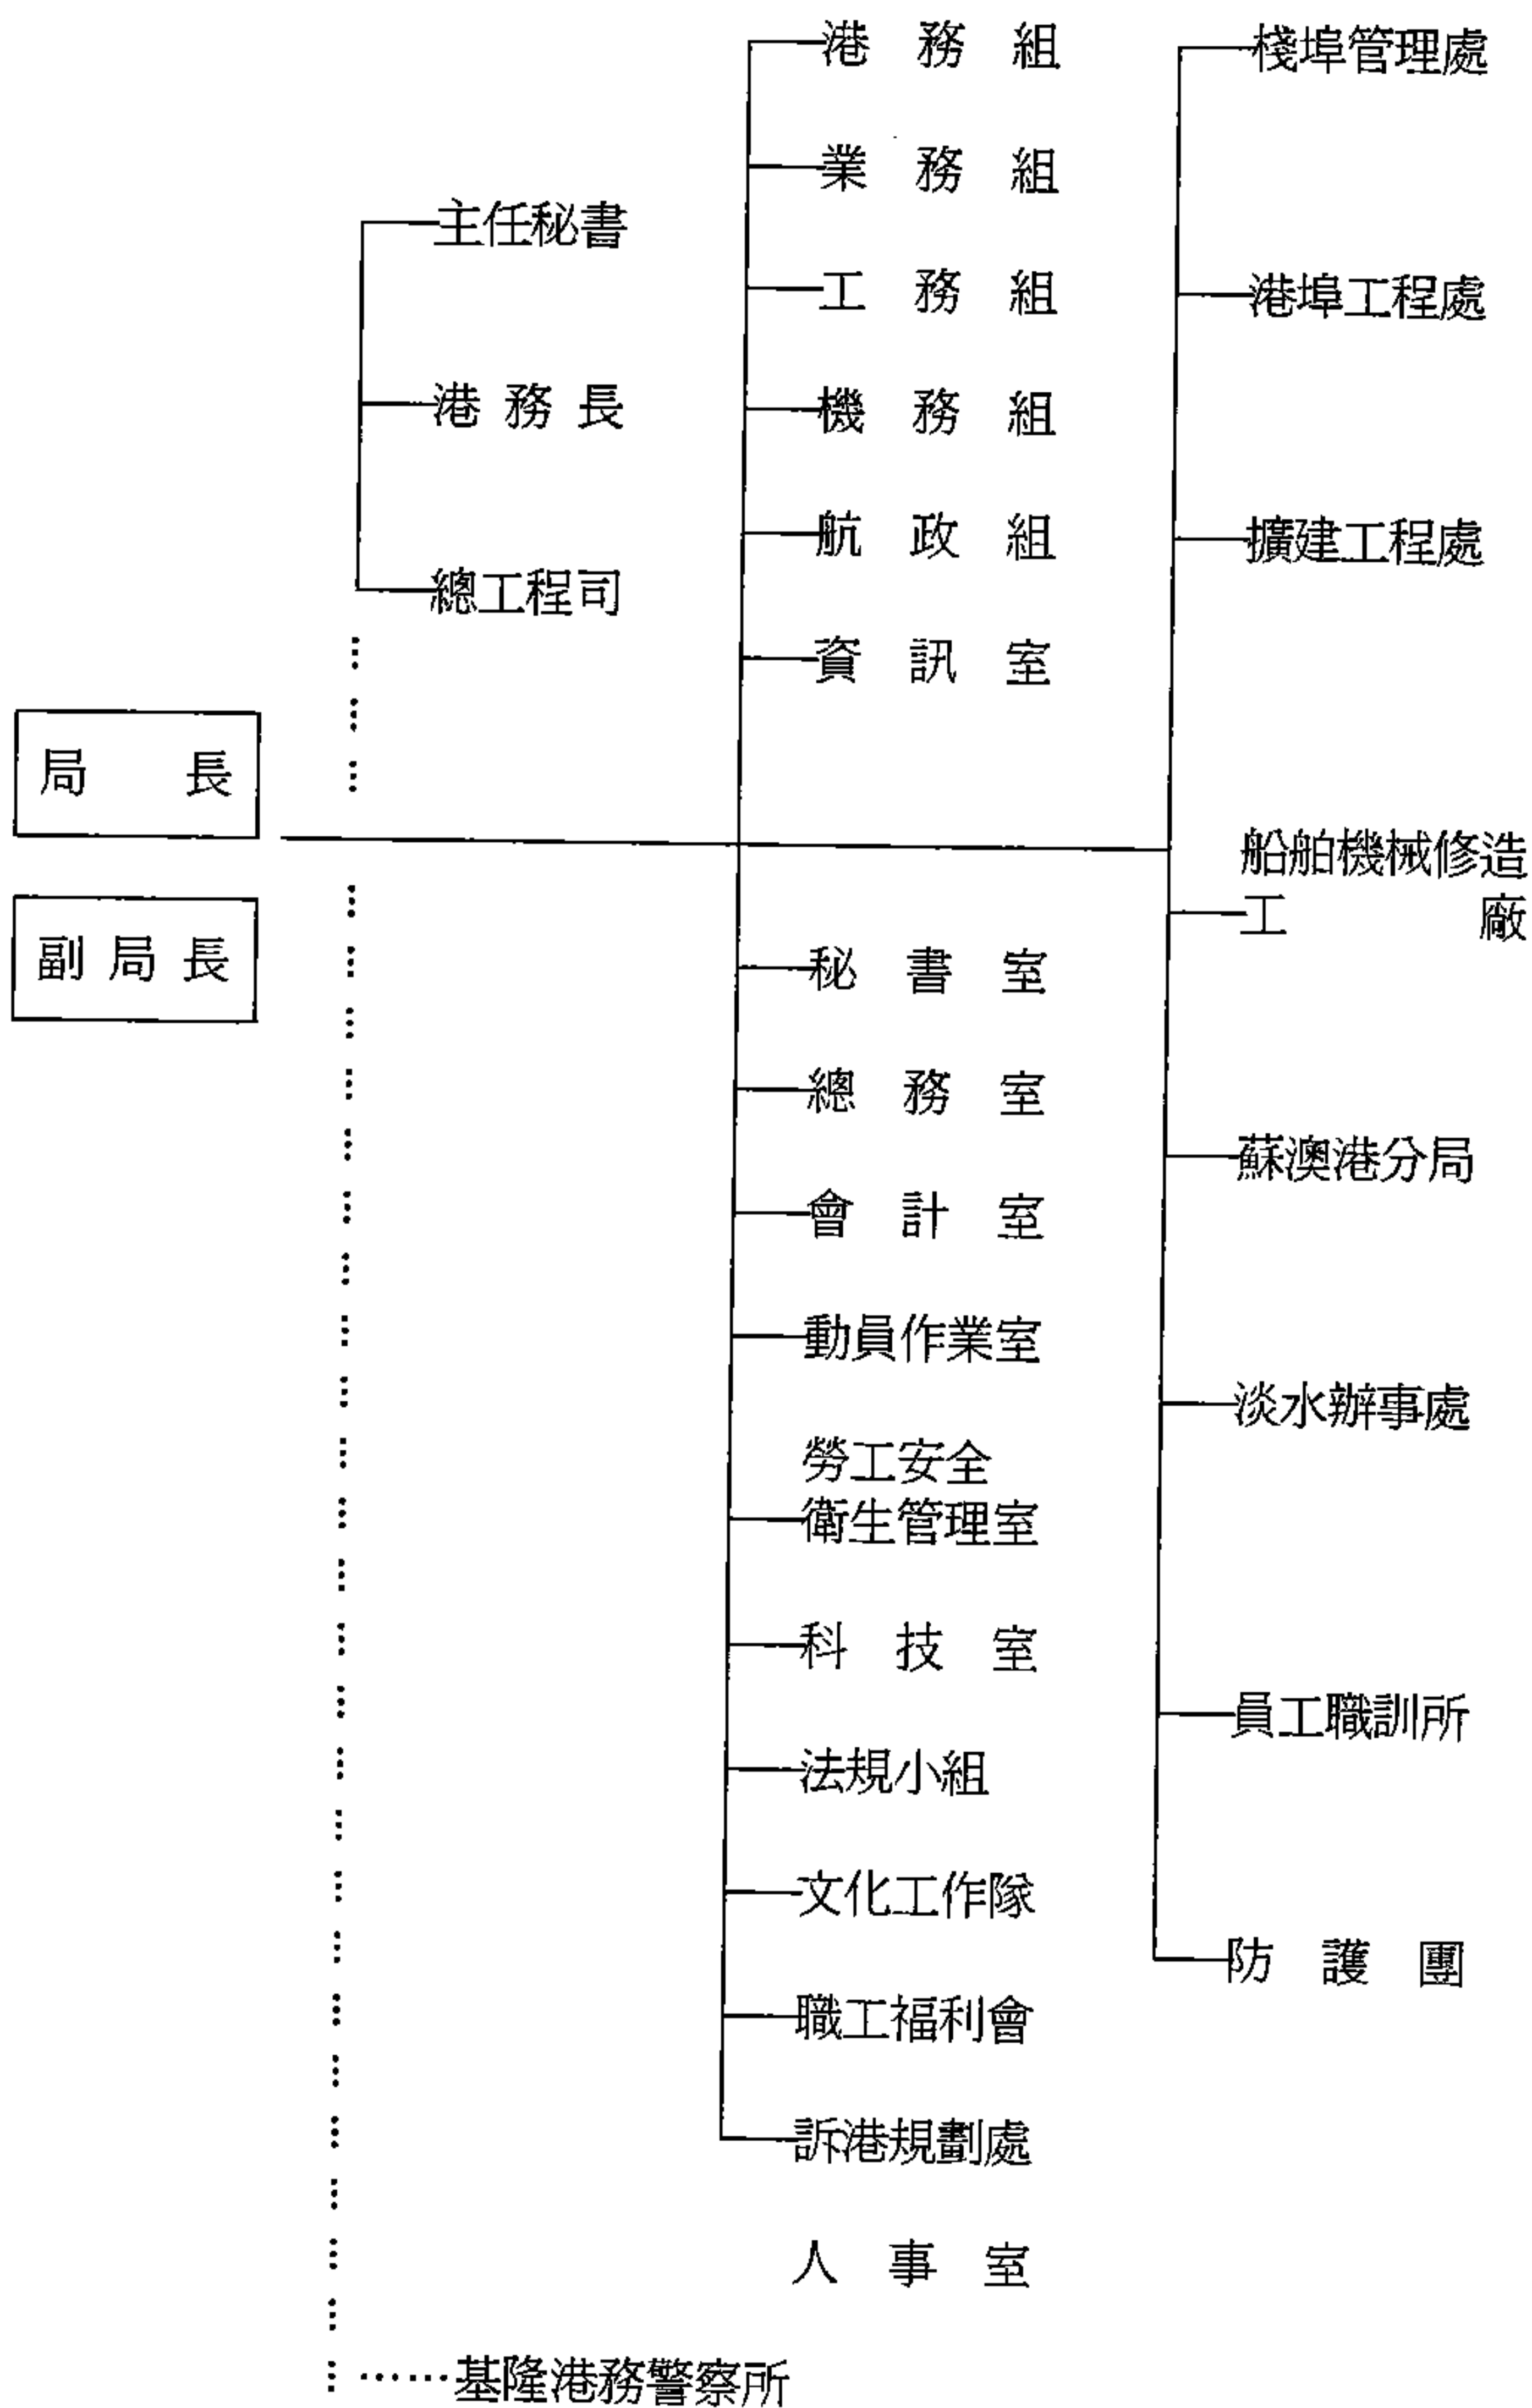 局長
副局長
主任秘書
港務長
總工程司
港務組
業務組
工務組
機務組
航政組
資訊室
秘書室
總務室
會計室
動員作業室
勞工安全
衛生管理室
科技室
法規小組
文化工作隊
職工福利會
訴港規劃處
人事室
基隆港務警察所
棧埠管理處
港埠工程處
擴建工程處
船舶機械修造
工廠
蘇澳港分局
淡水辦事處
員工職訓所
防護團